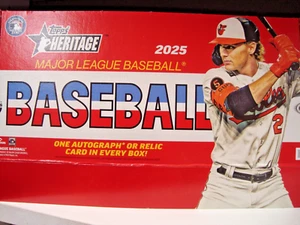 Topps
HERITAGE
2025
MAJOR LEAGUE BASEBALL®
BASEBALL
ONE AUTOGRAPH* OR RELIC
CARD IN EVERY BOX!
2